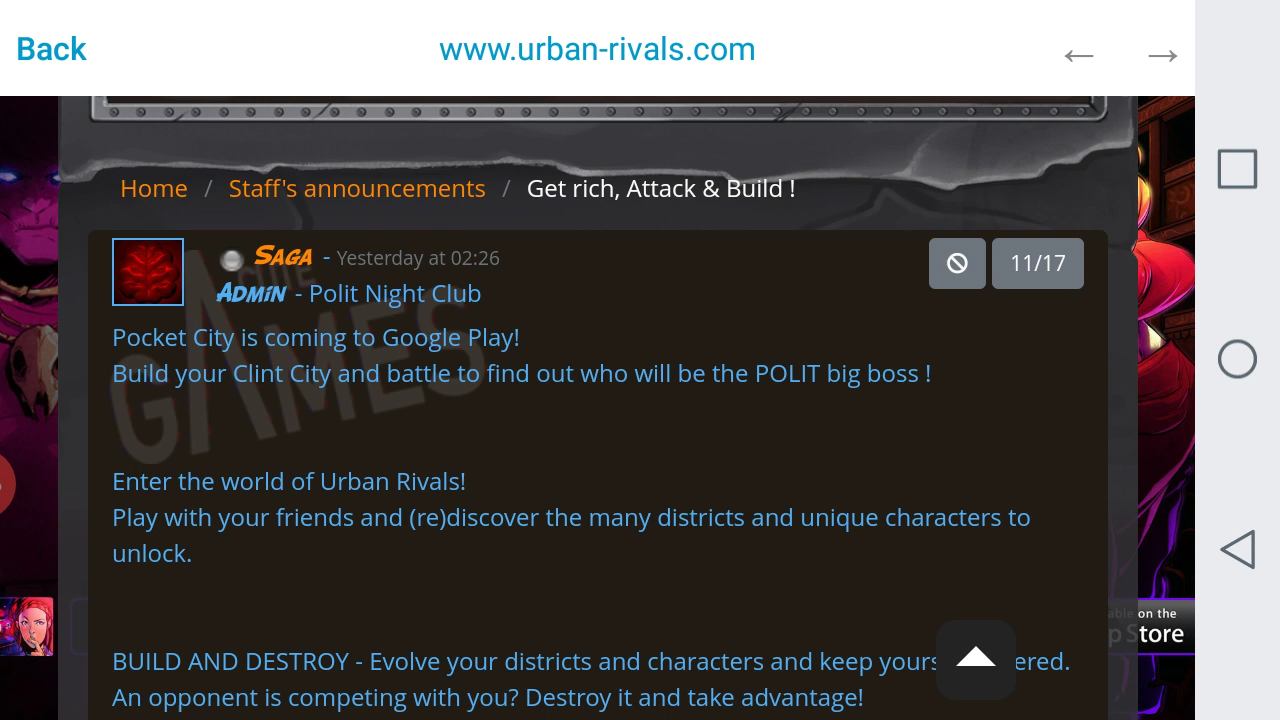 Back
www.urban-rivals.com
← →
Home / Staff's announcements / Get rich, Attack & Build !
SAGA - Yesterday at 02:26
11/17
ADMIN - Polit Night Club
Pocket City is coming to Google Play!
Build your Clint City and battle to find out who will be the POLIT big boss !
CUTE
GAMES
Enter the world of Urban Rivals!
Play with your friends and (re)discover the many districts and unique characters to
unlock.
on the
Store
BUILD AND DESTROY - Evolve your districts and characters and keep
An opponent is competing with you? Destroy it and take advantage!